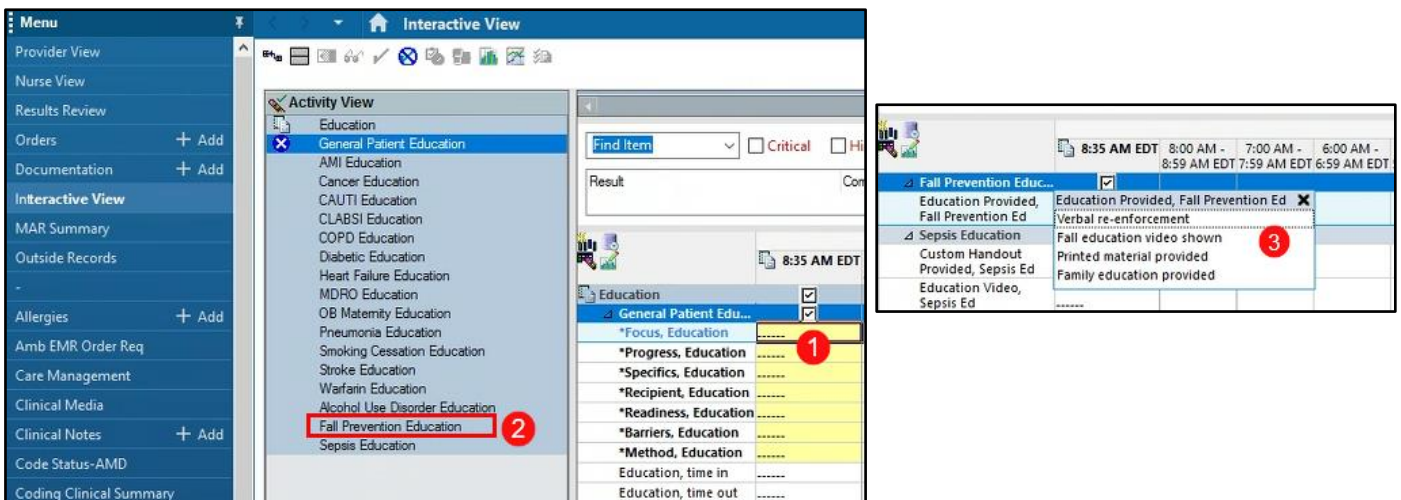 Menu
Provider View
Nurse View
Results Review
Orders + Add
Documentation + Add
Interactive View
MAR Summary
Outside Records
-
Allergies + Add
Amb EMR Order Req
Care Management
Clinical Media
Clinical Notes + Add
Code Status-AMD
Coding Clinical Summary
Interactive View
Activity View
Education
General Patient Education
AMI Education
Cancer Education
CAUTI Education
CLABSI Education
COPD Education
Diabetic Education
Heart Failure Education
MDRO Education
OB Maternity Education
Pneumonia Education
Smoking Cessation Education
Stroke Education
Warfarin Education
Alcohol Use Disorder Education
Fall Prevention Education
2
Sepsis Education
Find Item Critical Hi
Result Com
8:35 AM EDT
Education
General Patient Edu...
*Focus, Education ------
1
*Progress, Education ------
*Specifics, Education ------
*Recipient, Education ------
*Readiness, Education ------
*Barriers, Education ------
*Method, Education ------
Education, time in ------
Education, time out ------
8:35 AM EDT 8:00 AM - 7:00 AM - 6:00 AM -
8:59 AM EDT 7:59 AM EDT 6:59 AM EDT
Fall Prevention Educ...
Education Provided,
Fall Prevention Ed
Sepsis Education
Custom Handout
Provided, Sepsis Ed
Education Video,
Sepsis Ed ------
Education Provided, Fall Prevention Ed X
Verbal re-enforcement
Fall education video shown
Printed material provided
Family education provided
3